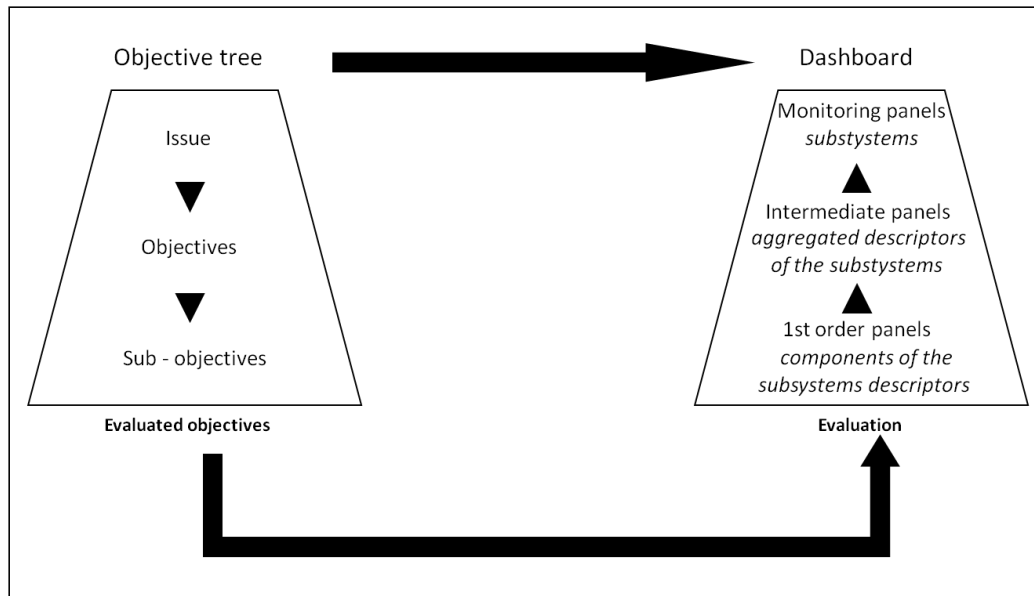 Objective tree
Issue
Objectives
Sub - objectives
Evaluated objectives
Dashboard
Monitoring panels
substystems
Intermediate panels
aggregated descriptors
of the substystems
1st order panels
components of the
subsystems descriptors
Evaluation